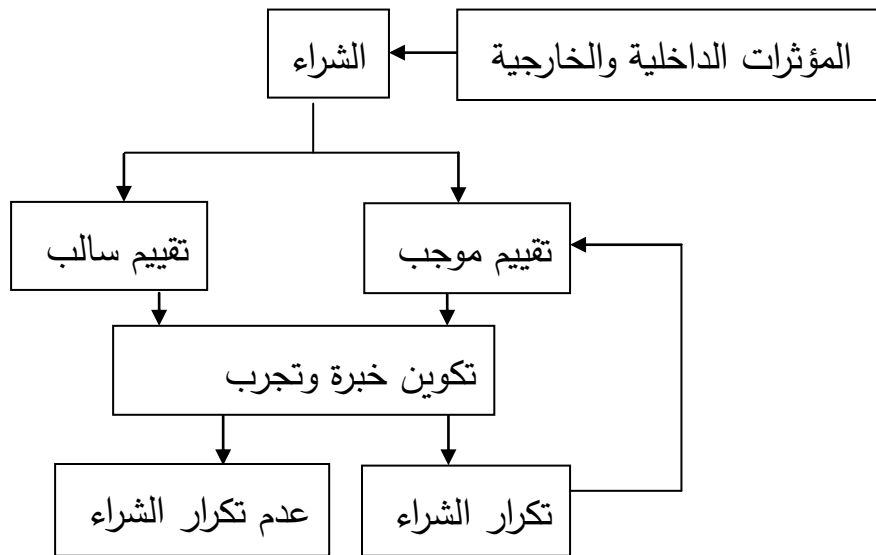 المؤثرات الداخلية والخارجية
الشراء
تقييم موجب
تقييم سالب
تكوين خبرة وتجرب
تكرار الشراء
عدم تكرار الشراء